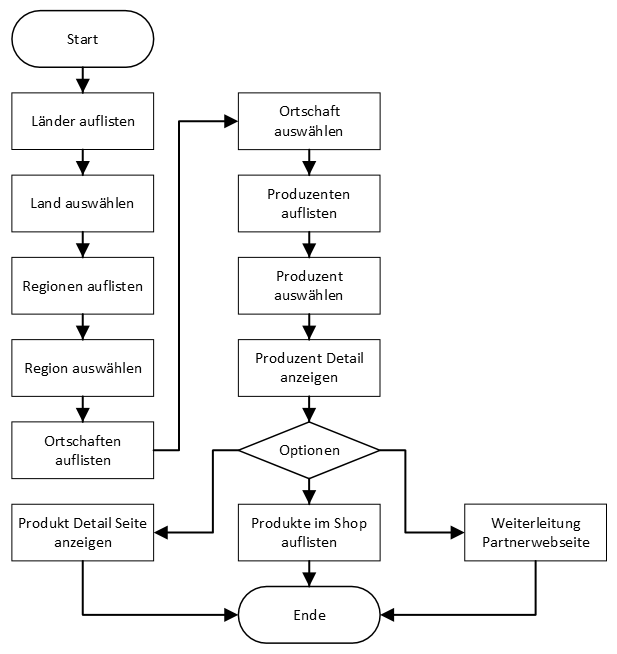 Start
Länder auflisten
Land auswählen
Regionen auflisten
Region auswählen
Ortschaften
auflisten
Ortschaft
auswählen
Produzenten
auflisten
Produzent
auswählen
Produzent Detail
anzeigen
Optionen
Produkt Detail Seite
anzeigen
Produkte im Shop
auflisten
Weiterleitung
Partnerwebseite
Ende